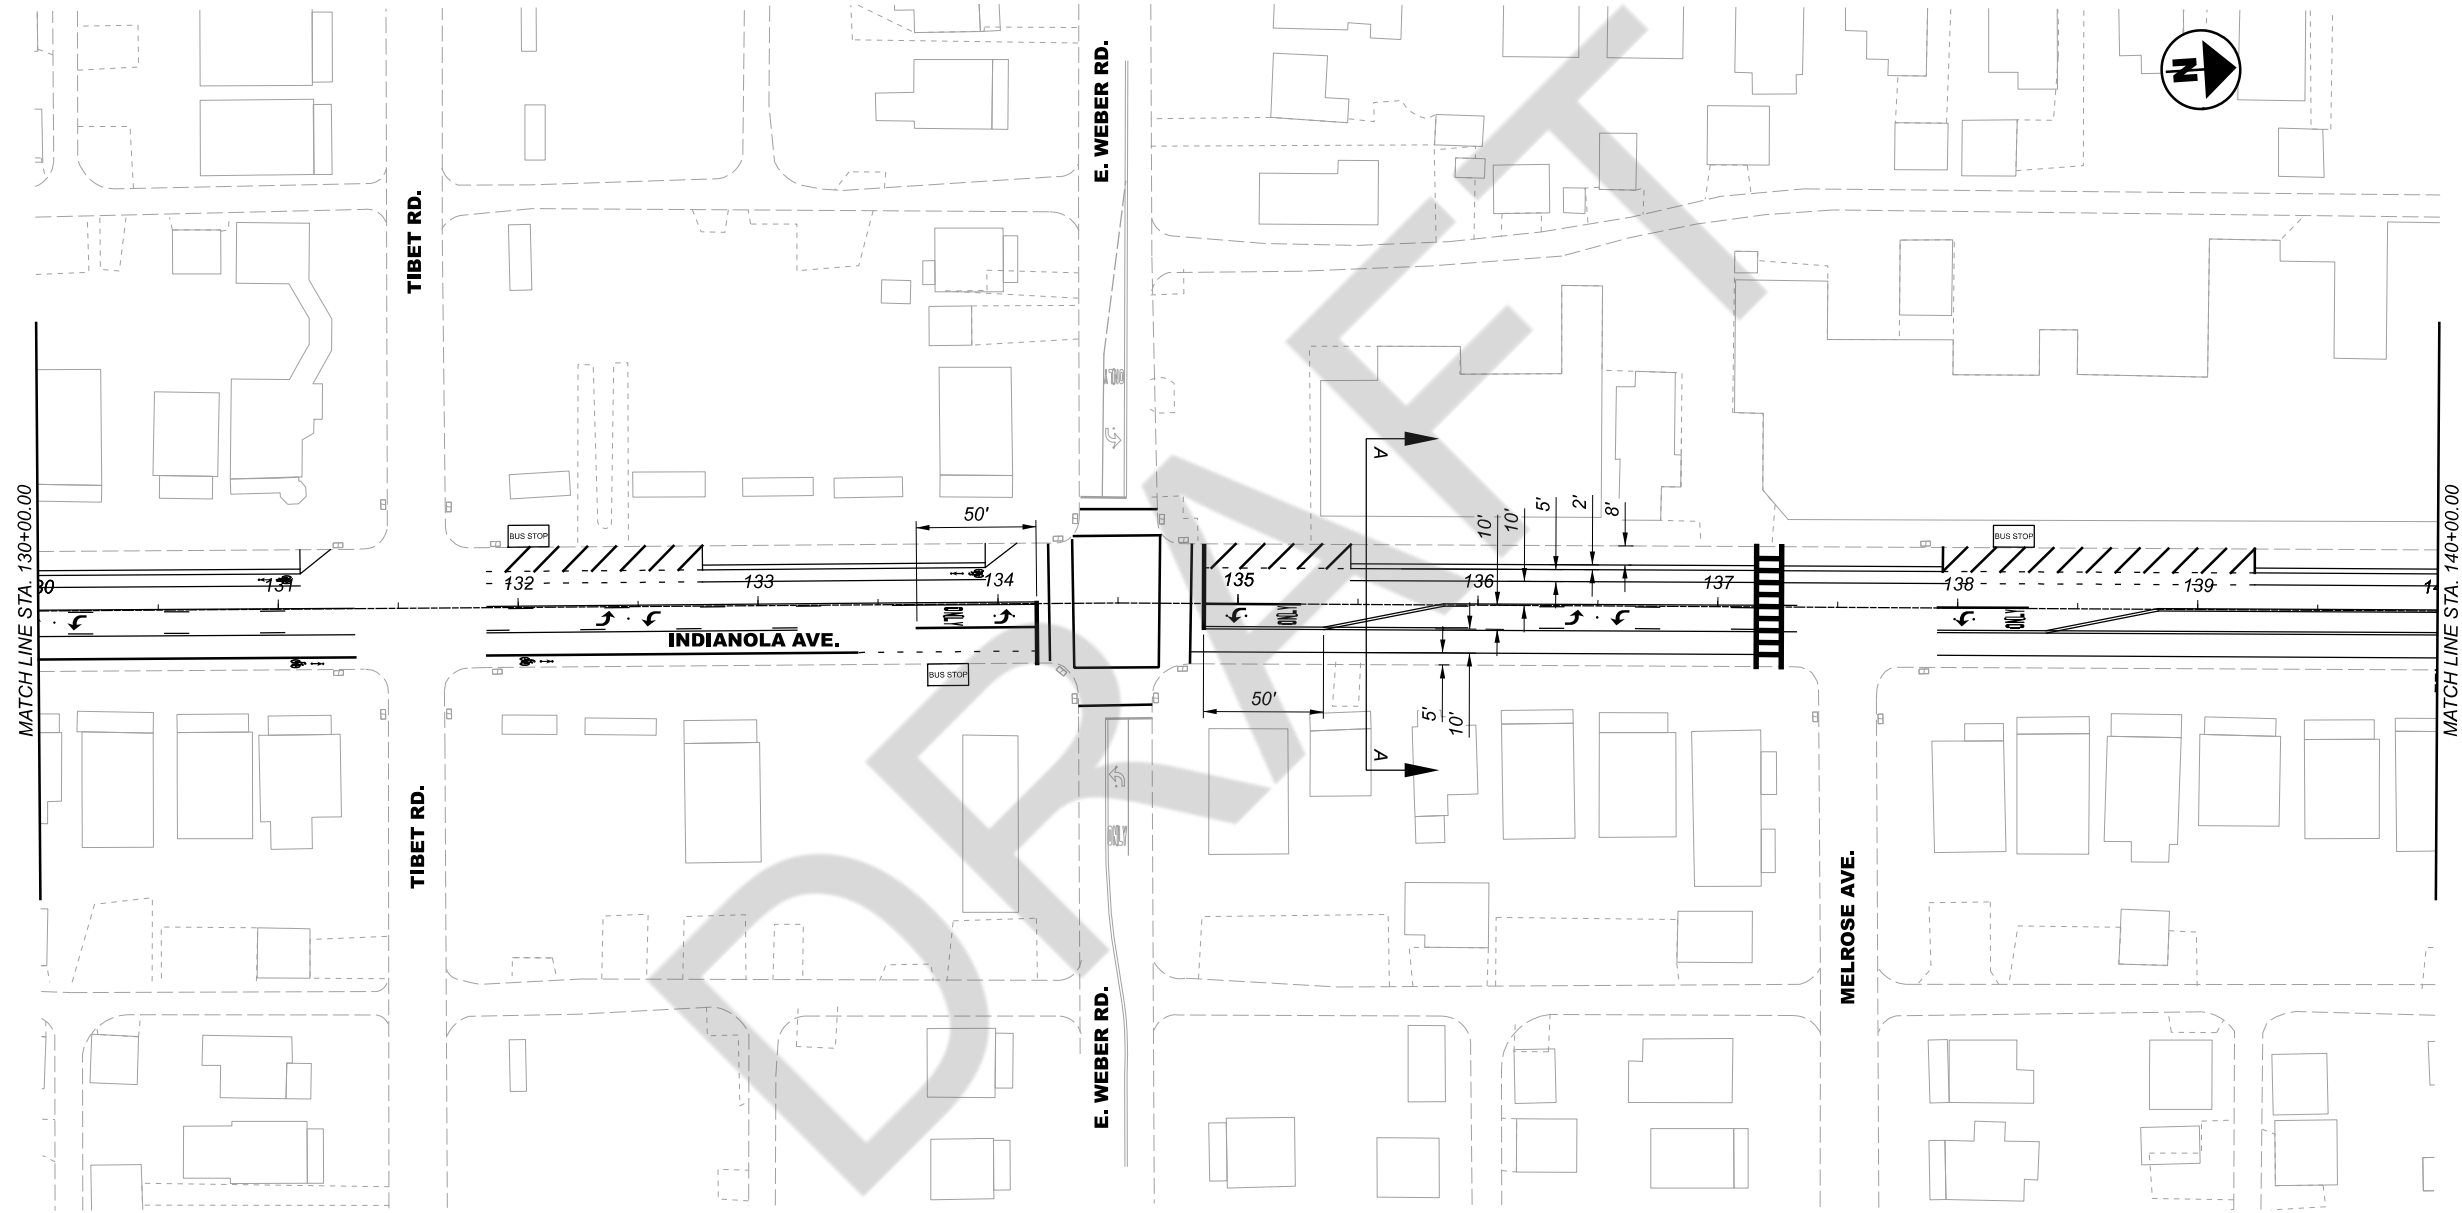 E. WEBER RD.
N
TIBET RD.
MATCH LINE STA. 130+00.00
MATCH LINE STA. 140+00.00
ONLY
A
50'
10'
10'
5'
2'
8'
BUS STOP
BUS STOP
131
132
133
134
135
136
137
138
139
ONLY
ONLY
ONLY
INDIANOLA AVE.
BUS STOP
50'
5'
10'
A
ONLY
TIBET RD.
MELROSE AVE.
E. WEBER RD.
DRAFT